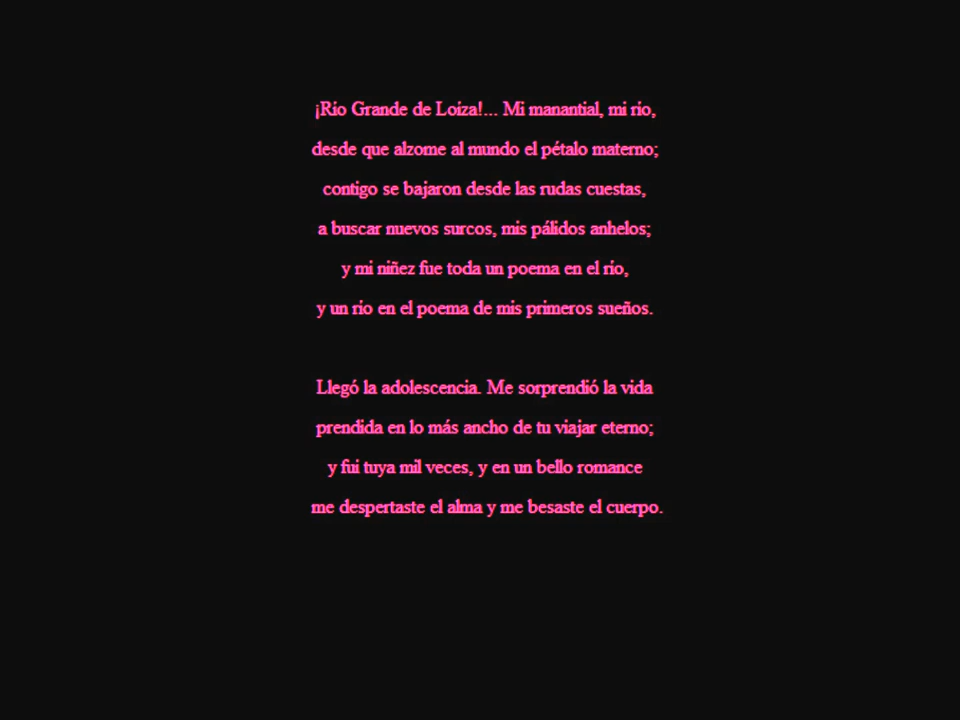 ¡Río Grande de Loíza!... Mi manantial, mi río,
desde que alzome al mundo el pétalo materno;
contigo se bajaron desde las rudas cuestas,
a buscar nuevos surcos, mis pálidos anhelos;
y mi niñez fue toda un poema en el río,
y un río en el poema de mis primeros sueños.
Llegó la adolescencia. Me sorprendió la vida
prendida en lo más ancho de tu viajar eterno;
y fui tuya mil veces, y en un bello romance
me despertaste el alma y me besaste el cuerpo.